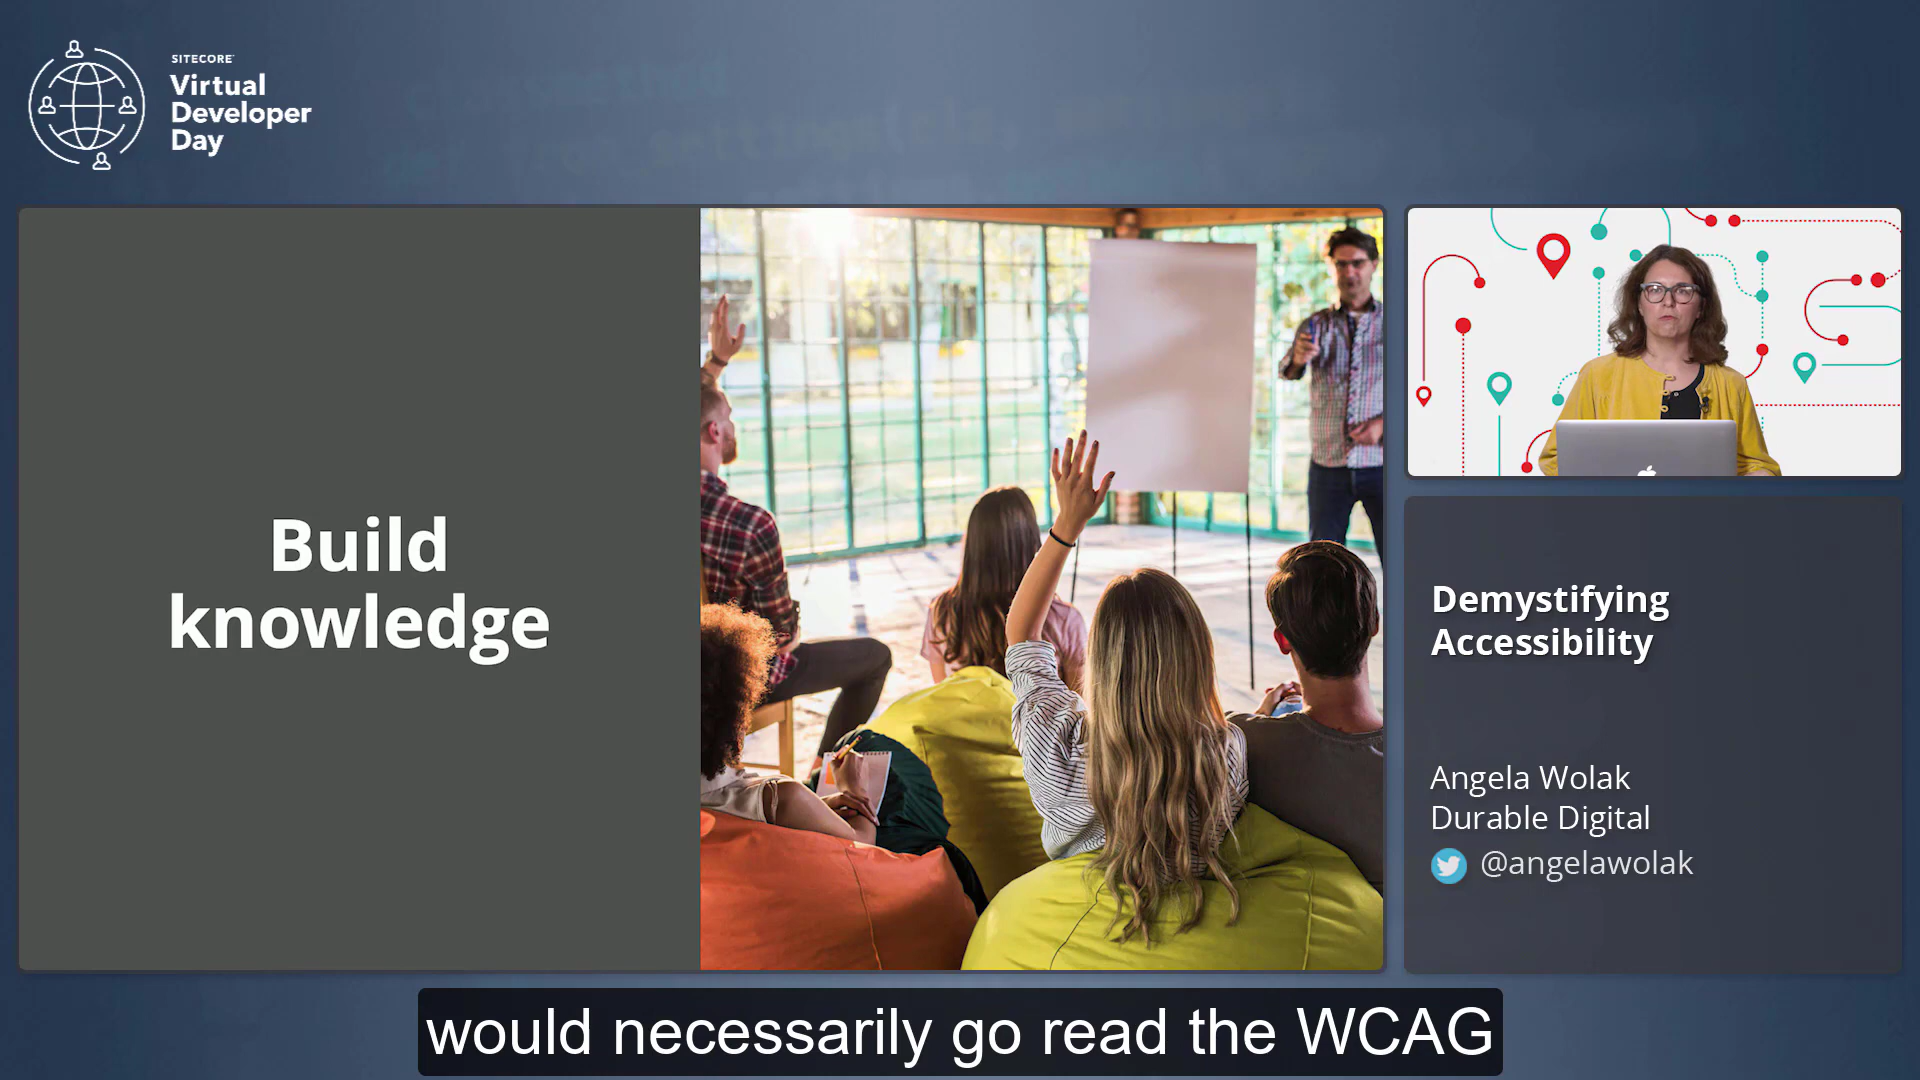 SITECORE
Virtual
Developer
Day
Build
knowledge
Demystifying
Accessibility
Angela Wolak
Durable Digital
@angelawolak
would necessarily go read the WCAG